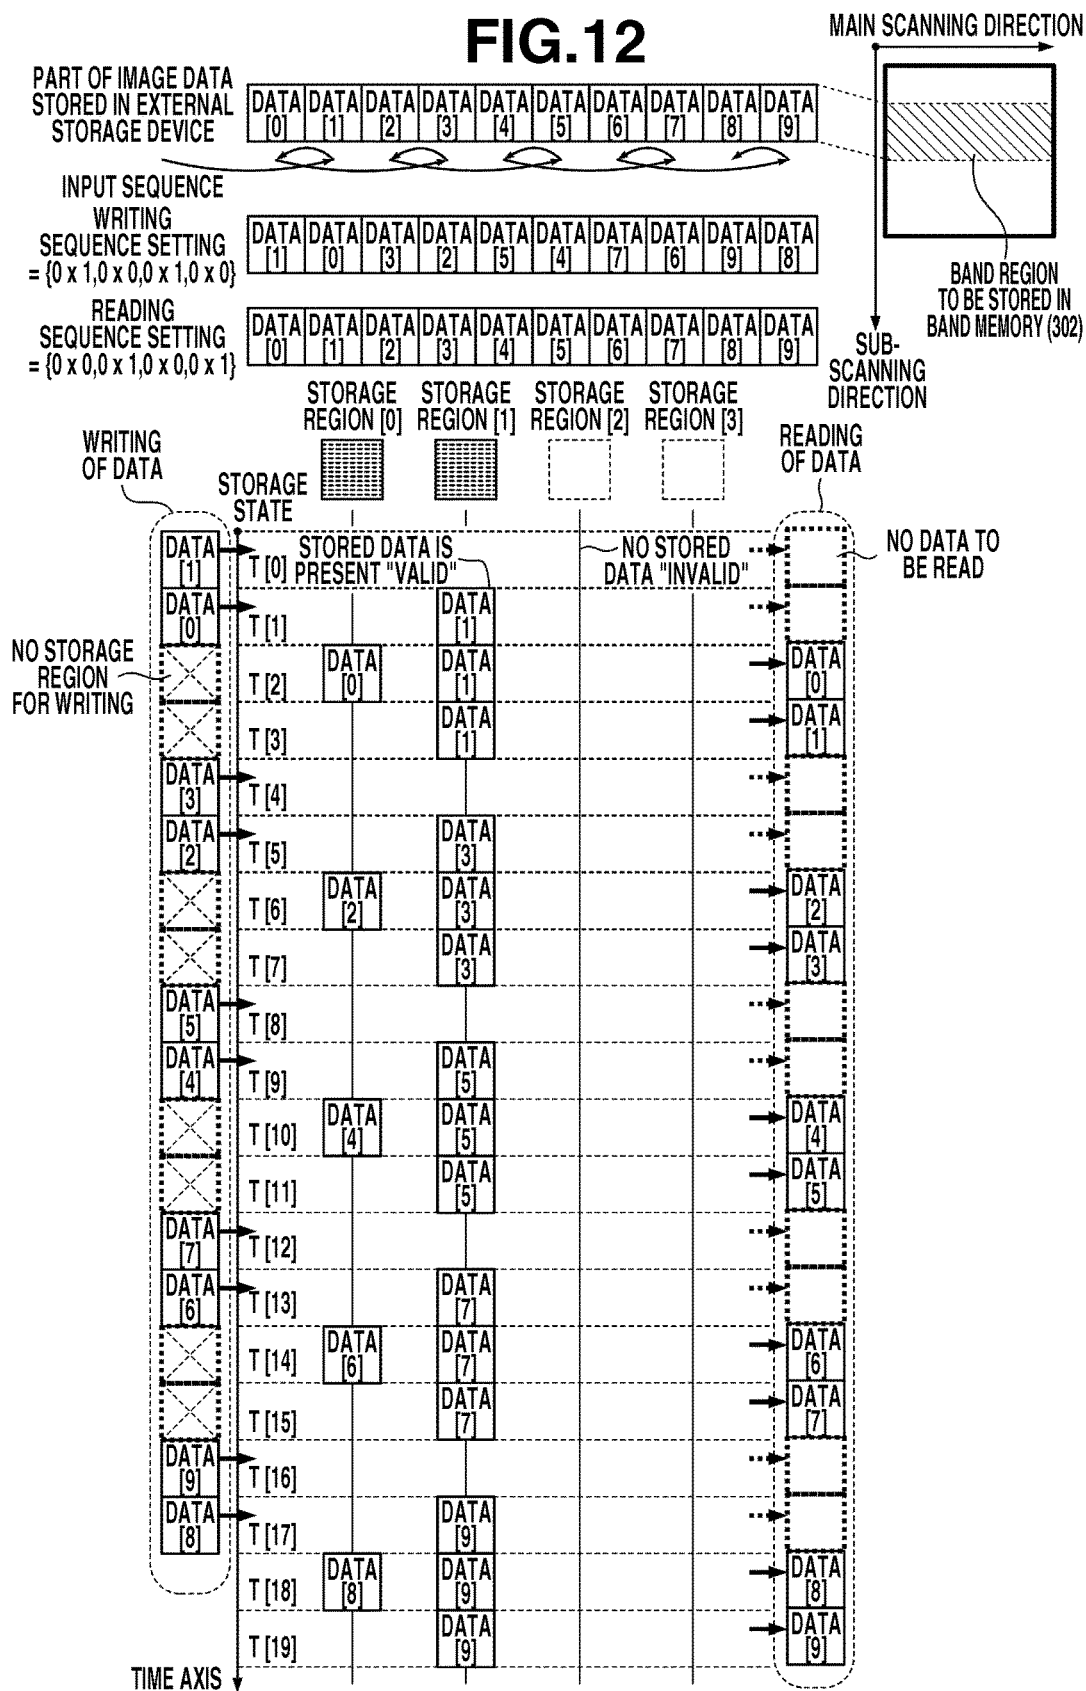 FIG.12
MAIN SCANNING DIRECTION
PART OF IMAGE DATA
STORED IN EXTERNAL
STORAGE DEVICE
DATA [0] DATA [1] DATA [2] DATA [3] DATA [4] DATA [5] DATA [6] DATA [7] DATA [8] DATA [9]
INPUT SEQUENCE
WRITING
SEQUENCE SETTING
= {0 x 1,0 x 0,0 x 1,0 x 0}
DATA [1] DATA [0] DATA [3] DATA [2] DATA [5] DATA [4] DATA [7] DATA [6] DATA [9] DATA [8]
BAND REGION
TO BE STORED IN
BAND MEMORY (302)
READING
SEQUENCE SETTING
= {0 x 0,0 x 1,0 x 0,0 x 1}
DATA [0] DATA [1] DATA [2] DATA [3] DATA [4] DATA [5] DATA [6] DATA [7] DATA [8] DATA [9]
SUB-
SCANNING
DIRECTION
STORAGE
REGION [0]
STORAGE
REGION [1]
STORAGE
REGION [2]
STORAGE
REGION [3]
WRITING
OF DATA
READING
OF DATA
STORAGE
STATE
STORED DATA IS
PRESENT "VALID"
NO STORED
DATA "INVALID"
NO DATA TO
BE READ
NO STORAGE
REGION
FOR WRITING
DATA [1] T [0]
DATA [0] T [1] DATA [1]
T [2] DATA [0] DATA [1] DATA [0]
T [3] DATA [1] DATA [1]
DATA [3] T [4]
DATA [2] T [5] DATA [3]
T [6] DATA [2] DATA [3] DATA [2]
T [7] DATA [3] DATA [3]
DATA [5] T [8]
DATA [4] T [9] DATA [5]
T [10] DATA [4] DATA [5] DATA [4]
T [11] DATA [5] DATA [5]
DATA [7] T [12]
DATA [6] T [13] DATA [7]
T [14] DATA [6] DATA [7] DATA [6]
T [15] DATA [7] DATA [7]
DATA [9] T [16]
DATA [8] T [17] DATA [9]
T [18] DATA [8] DATA [9] DATA [8]
T [19] DATA [9] DATA [9]
TIME AXIS